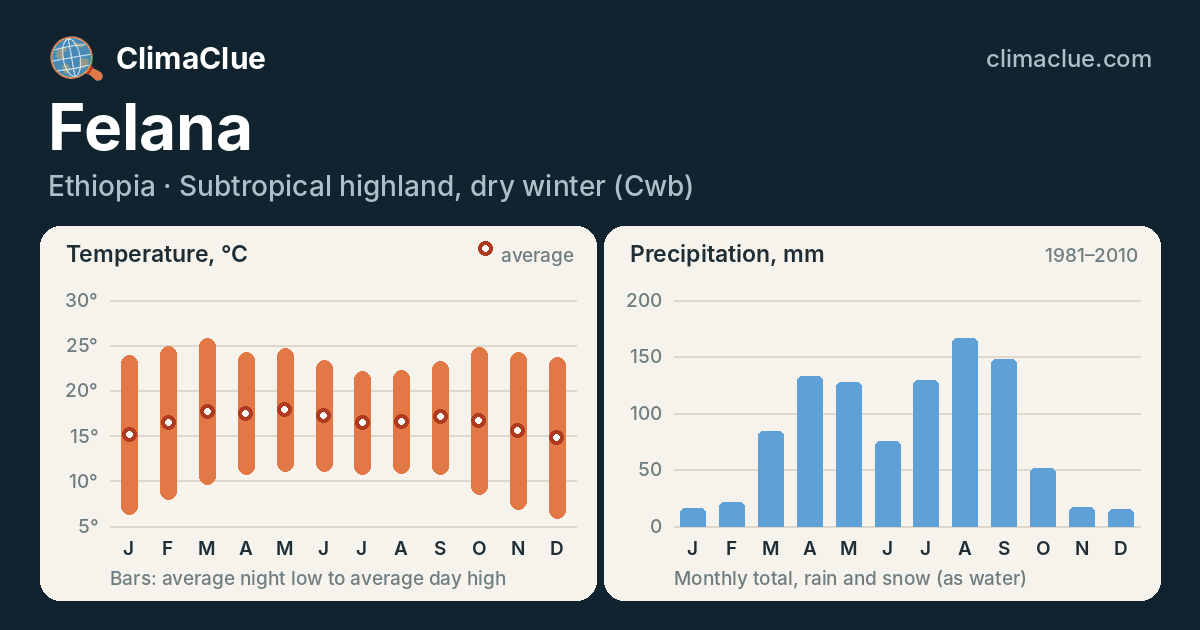 ClimaClue
climaclue.com
Felana
Ethiopia · Subtropical highland, dry winter (Cwb)
Temperature, °C
average
30°
25°
20°
15°
10°
5°
J F M A M J J A S O N D
Bars: average night low to average day high
Precipitation, mm
1981–2010
200
150
100
50
0
J F M A M J J A S O N D
Monthly total, rain and snow (as water)